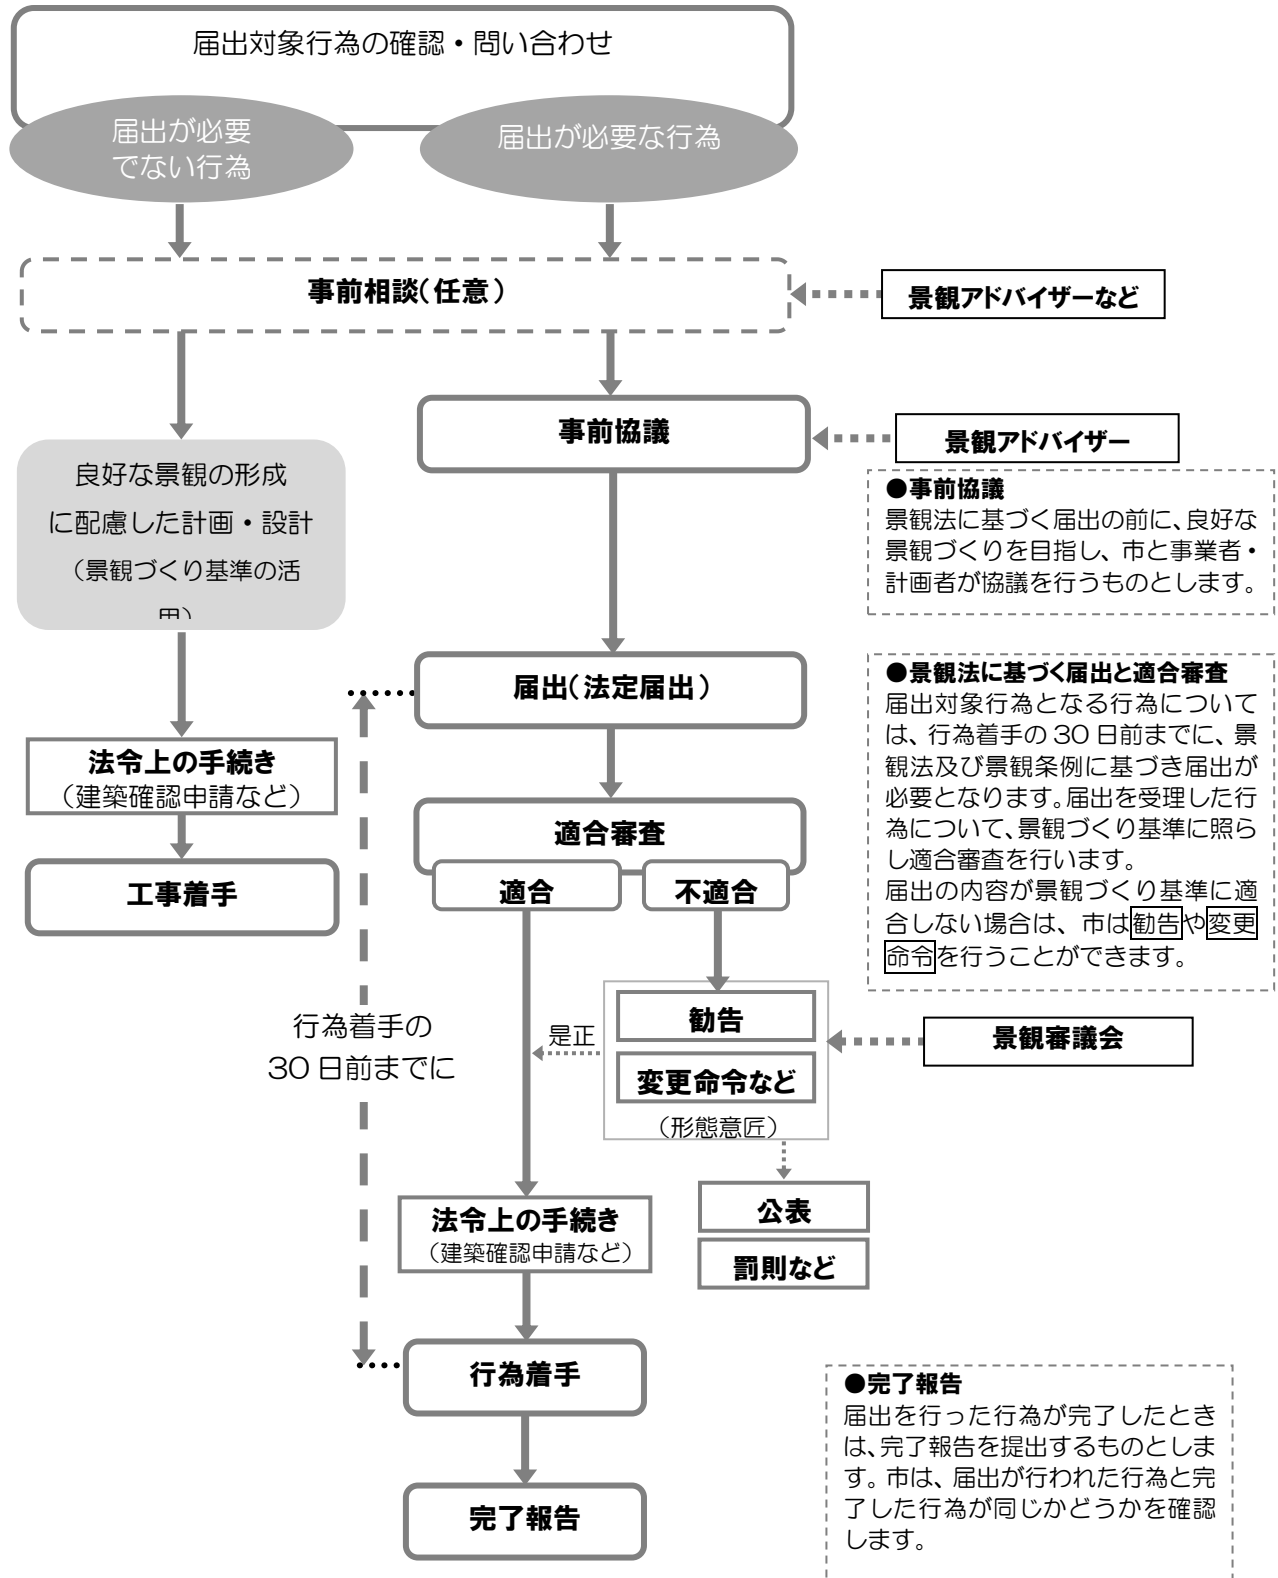 届出対象行為の確認・問い合わせ
届出が必要
でない行為
届出が必要な行為
事前相談(任意)
景観アドバイザーなど
事前協議
景観アドバイザー
良好な景観の形成
に配慮した計画・設計
(景観づくり基準の活
用)
●事前協議
景観法に基づく届出の前に、良好な
景観づくりを目指し、市と事業者・
計画者が協議を行うものとします。
届出(法定届出)
●景観法に基づく届出と適合審査
届出対象行為となる行為について
は、行為着手の30日前までに、景
観法及び景観条例に基づき届出が
必要となります。届出を受理した行
為について、景観づくり基準に照ら
し適合審査を行います。
届出の内容が景観づくり基準に適
合しない場合は、市は勧告や変更
命令を行うことができます。
法令上の手続き
(建築確認申請など)
工事着手
適合審査
適合
不適合
行為着手の
30日前までに
是正
勧告
変更命令など
(形態意匠)
景観審議会
公表
罰則など
法令上の手続き
(建築確認申請など)
行為着手
完了報告
●完了報告
届出を行った行為が完了したとき
は、完了報告を提出するものとしま
す。市は、届出が行われた行為と完
了した行為が同じかどうかを確認
します。